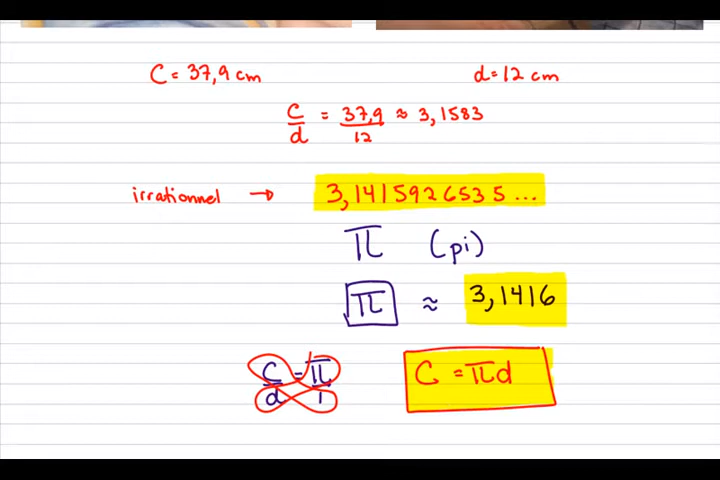 C = 37,9 cm
d = 12 cm
C/d = 37,9/12 ≈ 3,1583
irrationnel → 3,1415926535...
π (pi)
π ≈ 3,1416
C/d = π/1
C = πd